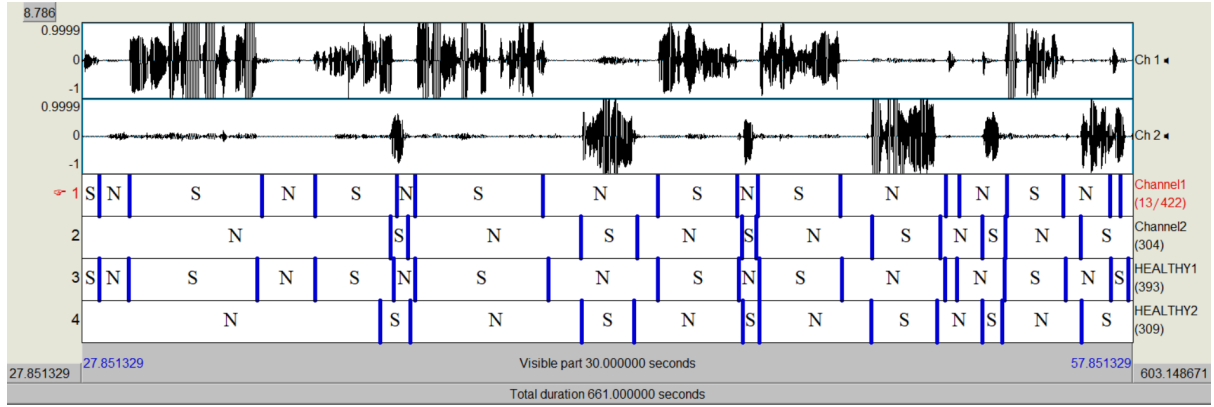 8.786
0.9999
0
-1
Ch 1
0.9999
0
-1
Ch 2
1 S N S N S N S N S N S N N S N Channel1
(13/422)
2 N S N S N S N S N S N S Channel2
(304)
3 S N S N S N S N S N S N N S N S HEALTHY1
(393)
4 N S N S N S N S N S N S HEALTHY2
(309)
27.851329 Visible part 30.000000 seconds 57.851329
27.851329 603.148671
Total duration 661.000000 seconds